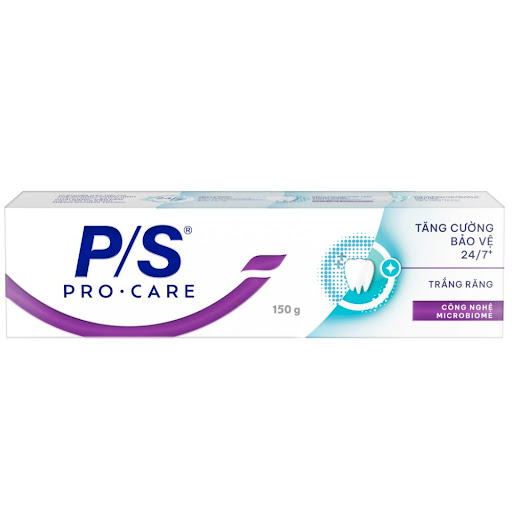 P/S®
PRO·CARE
150 g
TĂNG CƯỜNG
BẢO VỆ
24/7⁺
TRẮNG RĂNG
CÔNG NGHỆ
MICROBIOME